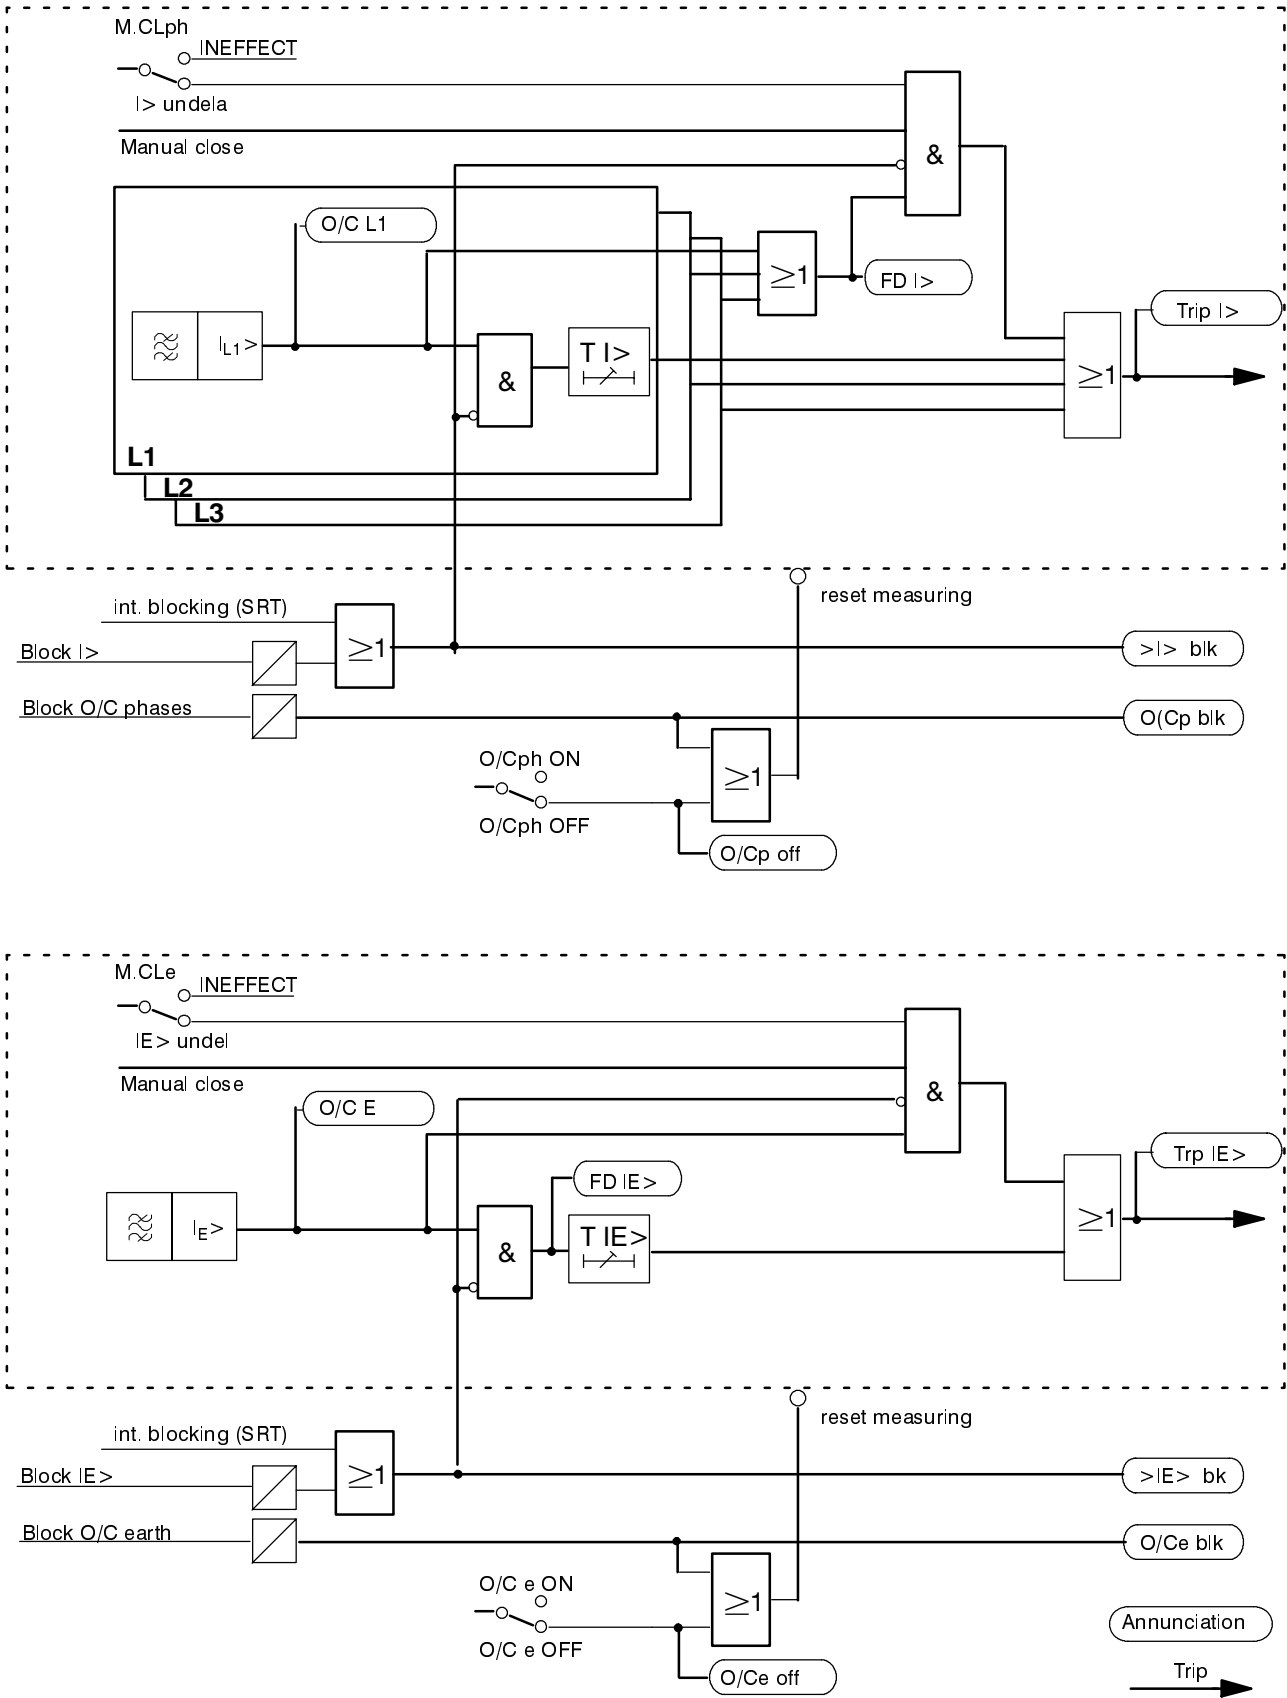 M.CLph
INEFFECT
I> undela
Manual close
&
O/C L1
≥1
FD I>
Trip I>
IL1>
&
T I>
≥1
L1
L2
L3
int. blocking (SRT)
reset measuring
Block I>
≥1
>I> blk
Block O/C phases
O(Cp blk
O/Cph ON
≥1
O/Cph OFF
O/Cp off
M.CLe
INEFFECT
IE> undel
Manual close
&
O/C E
Trp IE>
FD IE>
IE>
&
T IE>
≥1
int. blocking (SRT)
reset measuring
Block IE>
≥1
>IE> bk
Block O/C earth
O/Ce blk
O/C e ON
≥1
O/C e OFF
Annunciation
O/Ce off
Trip